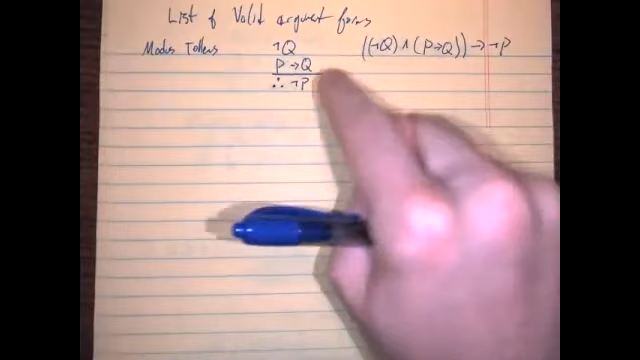 List of Valid argument forms
Modus Tollens ¬Q ((¬Q) ∧ (P→Q)) → ¬P
P → Q
∴ ¬P